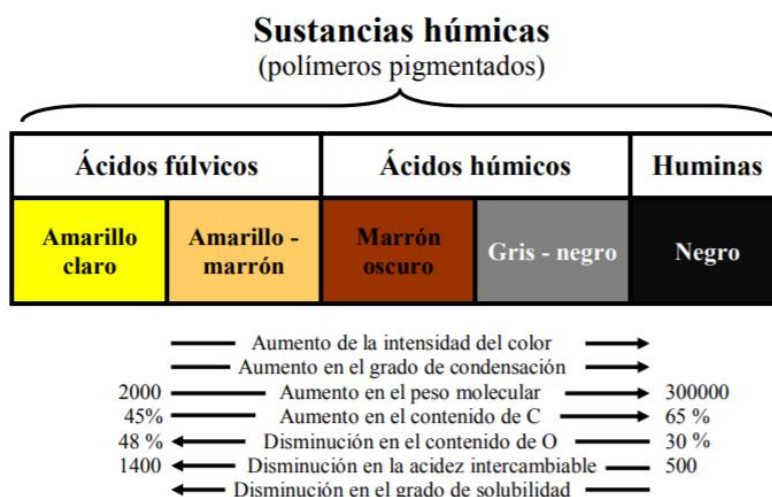 Sustancias húmicas
(polímeros pigmentados)
Ácidos fúlvicos Ácidos húmicos Huminas
Amarillo claro Amarillo - marrón Marrón oscuro Gris - negro Negro
Aumento de la intensidad del color
Aumento en el grado de condensación
2000 Aumento en el peso molecular 300000
45% Aumento en el contenido de C 65 %
48 % Disminución en el contenido de O 30 %
1400 Disminución en la acidez intercambiable 500
Disminución en el grado de solubilidad